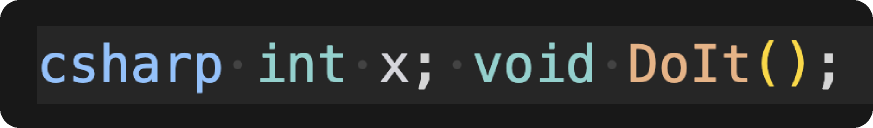 csharp int x; void DoIt();